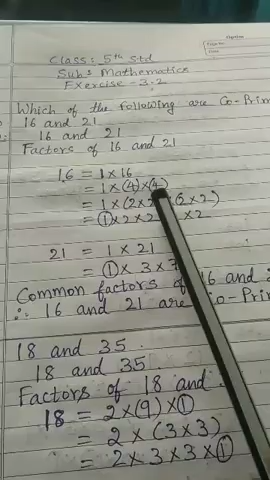 Class: 5th Std
Sub: Mathematics
Exercise - 3.2
Which of the following are Co-Prim
16 and 21
16 and 21
Factors of 16 and 21
16 = 1 × 16
= 1 × (4) × (4)
= 1 × (2 × 2 × 2)
= 1 × 2 × 2 × 2
21 = 1 × 21
= 1 × 3 × 7
Common factors 16 and 2
∴ 16 and 21 are Co-Prim
18 and 35
18 and 35
Factors of 18 and
18 = 2 × (9) × 1
= 2 × (3 × 3)
= 2 × 3 × 3 × 1